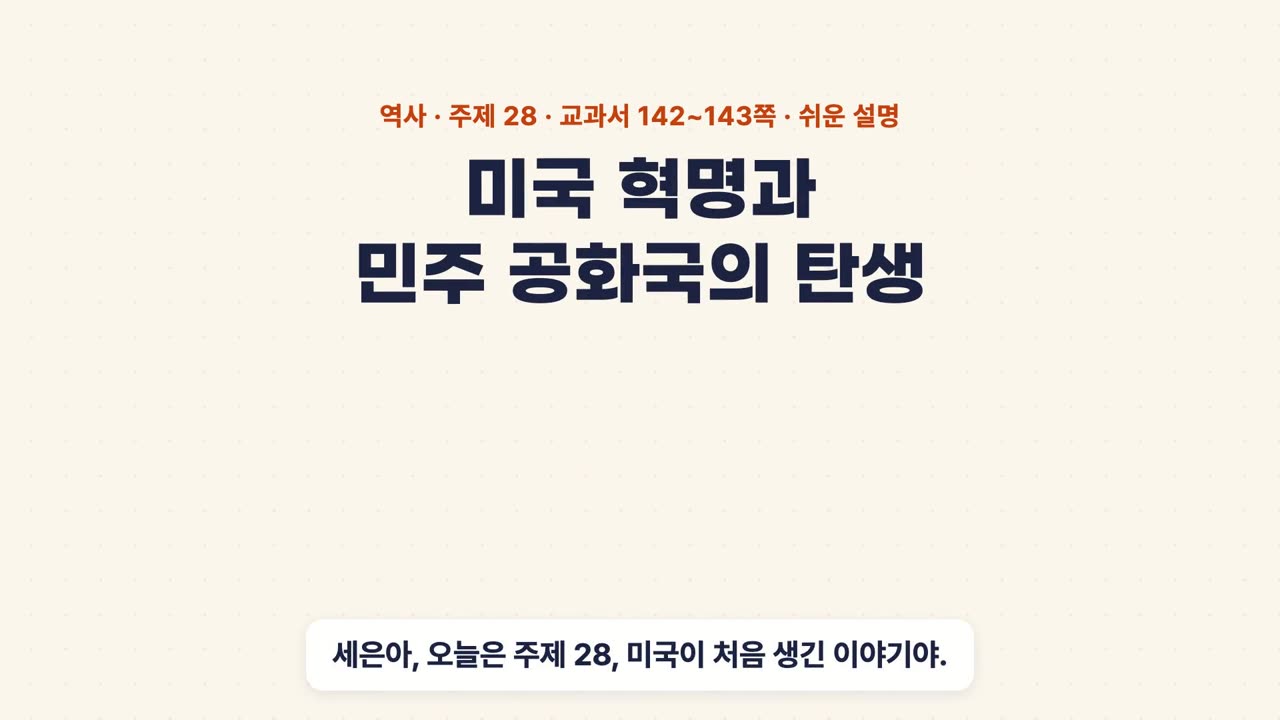 역사 · 주제 28 · 교과서 142~143쪽 · 쉬운 설명
미국 혁명과
민주 공화국의 탄생
세은아, 오늘은 주제 28, 미국이 처음 생긴 이야기야.